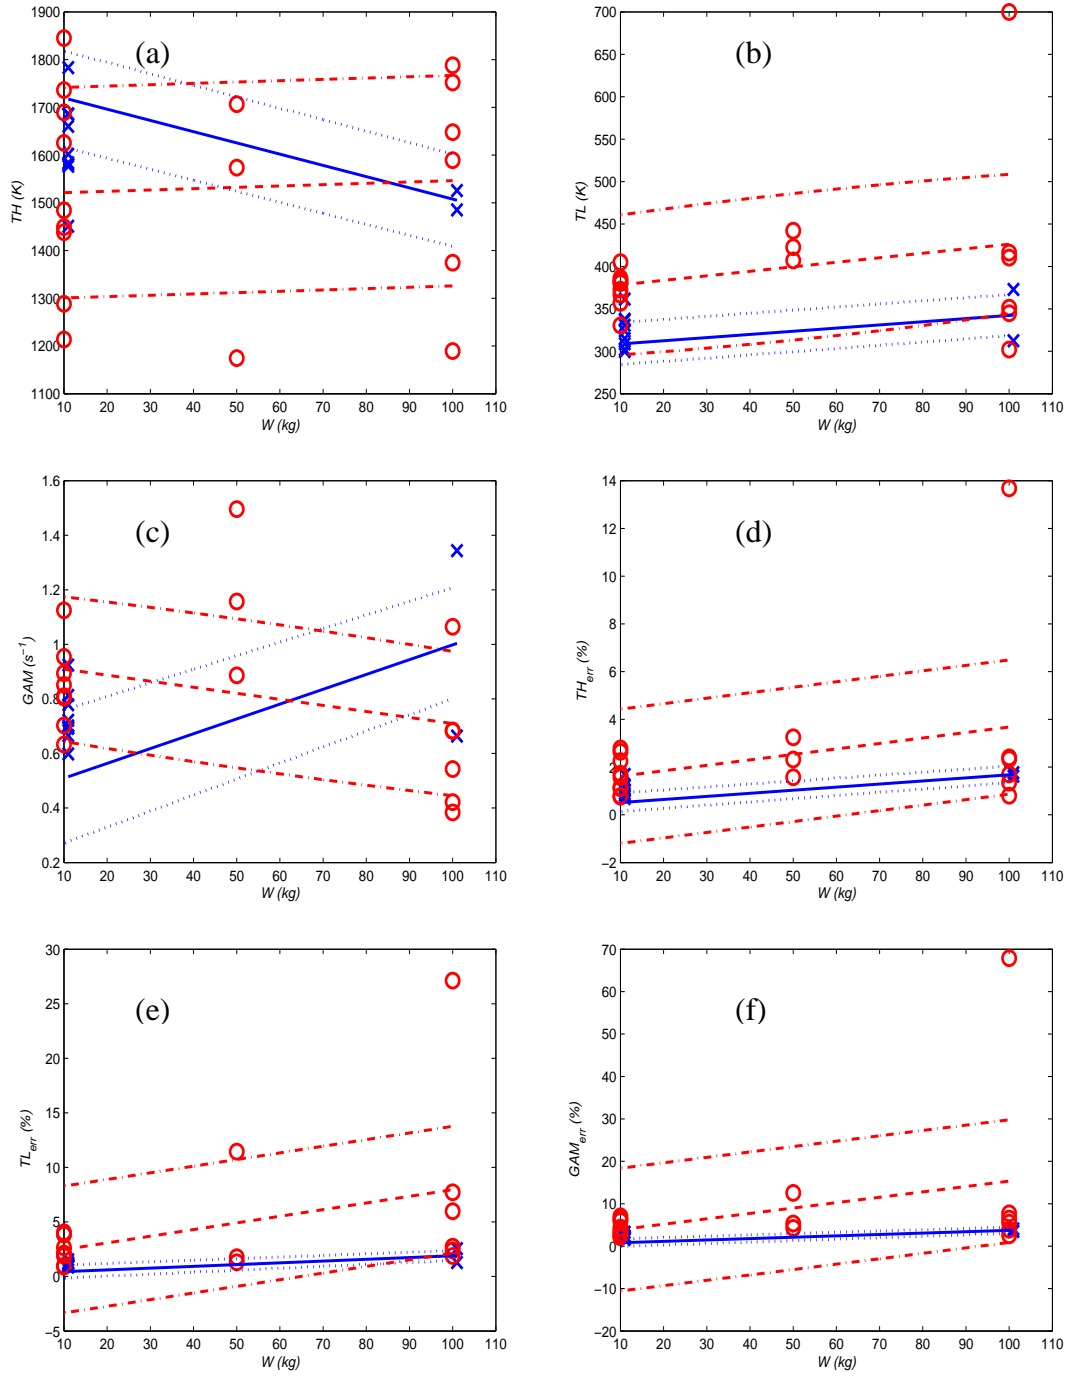 (a)
1900
1800
1700
1600
1500
1400
1300
1200
1100
TH (K)
10 20 30 40 50 60 70 80 90 100 110
W (kg)
(b)
700
650
600
550
500
450
400
350
300
250
TL (K)
10 20 30 40 50 60 70 80 90 100 110
W (kg)
(c)
1.6
1.4
1.2
1
0.8
0.6
0.4
0.2
GAM (s⁻¹)
10 20 30 40 50 60 70 80 90 100 110
W (kg)
(d)
14
12
10
8
6
4
2
0
−2
TH_err (%)
10 20 30 40 50 60 70 80 90 100 110
W (kg)
(e)
30
25
20
15
10
5
0
−5
TL_err (%)
10 20 30 40 50 60 70 80 90 100 110
W (kg)
(f)
70
60
50
40
30
20
10
0
−10
−20
GAM_err (%)
10 20 30 40 50 60 70 80 90 100 110
W (kg)